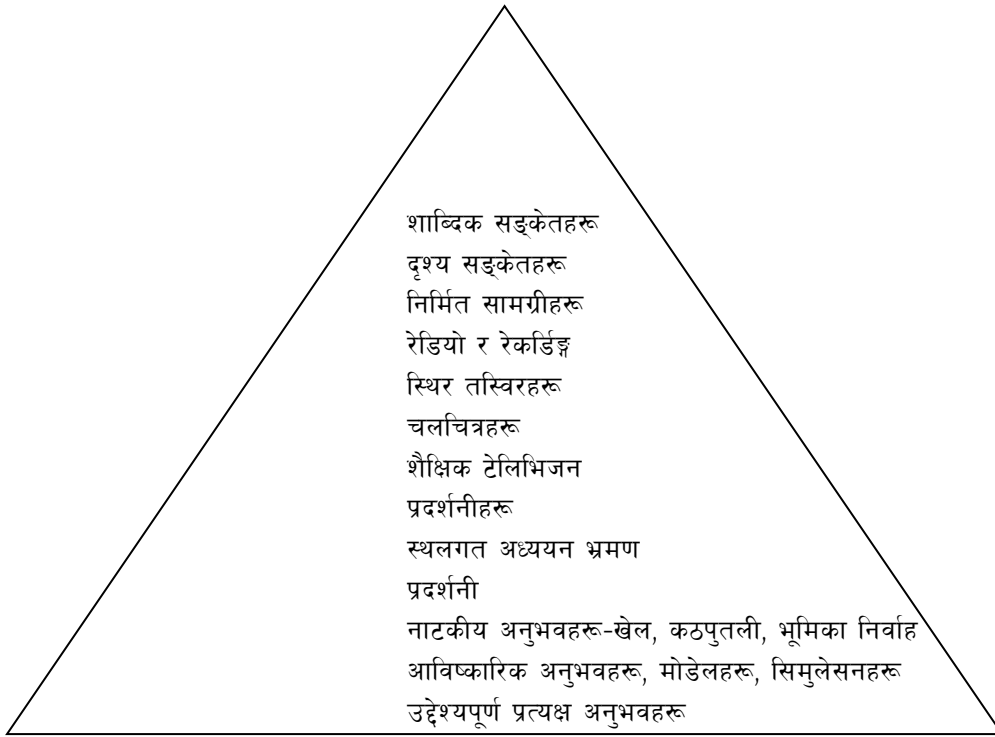 शाब्दिक सङ्केतहरू
दृश्य सङ्केतहरू
निर्मित सामग्रीहरू
रेडियो र रेकर्डिङ्ग
स्थिर तस्विरहरू
चलचित्रहरू
शैक्षिक टेलिभिजन
प्रदर्शनीहरू
स्थलगत अध्ययन भ्रमण
प्रदर्शनी
नाटकीय अनुभवहरू-खेल, कठपुतली, भूमिका निर्वाह
आविष्कारिक अनुभवहरू, मोडेलहरू, सिमुलेसनहरू
उद्देश्यपूर्ण प्रत्यक्ष अनुभवहरू